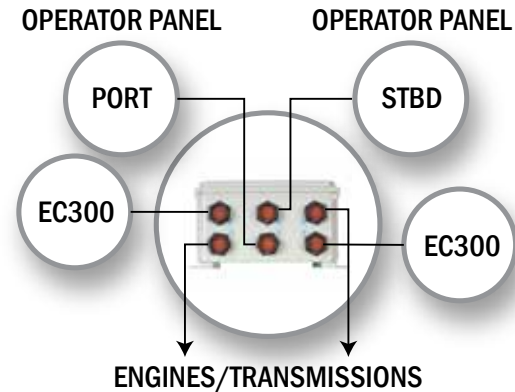 OPERATOR PANEL
OPERATOR PANEL
PORT
STBD
EC300
EC300
ENGINES/TRANSMISSIONS